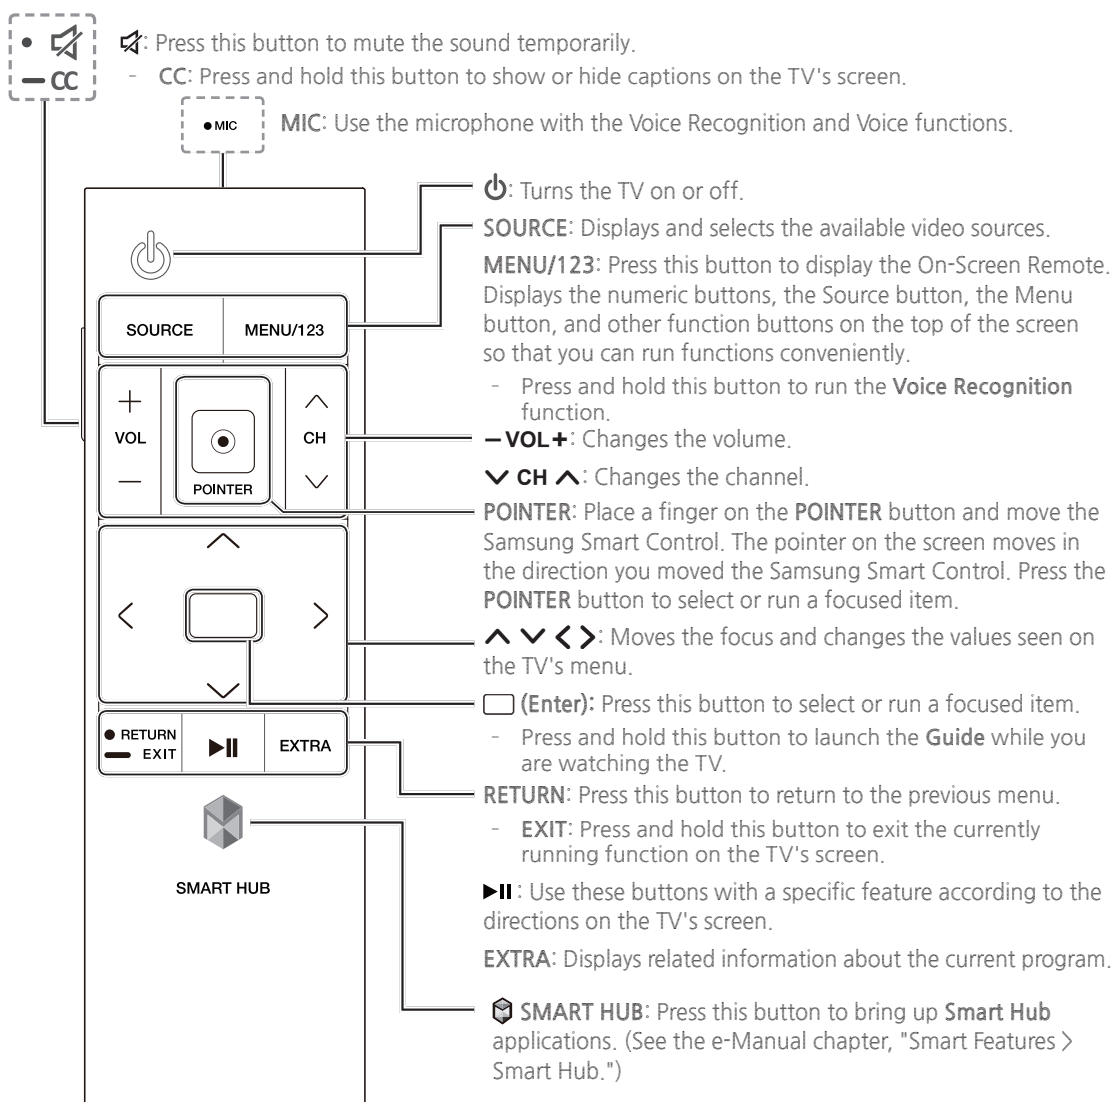 CC
: Press this button to mute the sound temporarily.
- CC: Press and hold this button to show or hide captions on the TV's screen.
MIC
MIC: Use the microphone with the Voice Recognition and Voice functions.
: Turns the TV on or off.
SOURCE: Displays and selects the available video sources.
MENU/123: Press this button to display the On-Screen Remote.
Displays the numeric buttons, the Source button, the Menu
button, and other function buttons on the top of the screen
so that you can run functions conveniently.
- Press and hold this button to run the Voice Recognition
function.
–VOL+: Changes the volume.
CH : Changes the channel.
POINTER: Place a finger on the POINTER button and move the
Samsung Smart Control. The pointer on the screen moves in
the direction you moved the Samsung Smart Control. Press the
POINTER button to select or run a focused item.
: Moves the focus and changes the values seen on
the TV's menu.
(Enter): Press this button to select or run a focused item.
- Press and hold this button to launch the Guide while you
are watching the TV.
RETURN: Press this button to return to the previous menu.
- EXIT: Press and hold this button to exit the currently
running function on the TV's screen.
: Use these buttons with a specific feature according to the
directions on the TV's screen.
EXTRA: Displays related information about the current program.
SMART HUB: Press this button to bring up Smart Hub
applications. (See the e-Manual chapter, "Smart Features >
Smart Hub.")
SOURCE
MENU/123
+
VOL
—
POINTER
CH
RETURN
EXIT
EXTRA
SMART HUB